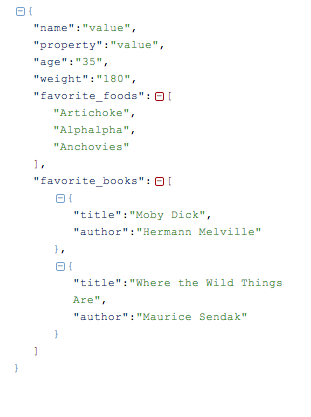 {
"name":"value",
"property":"value",
"age":"35",
"weight":"180",
"favorite_foods":[
"Artichoke",
"Alphalpha",
"Anchovies"
],
"favorite_books":[
{
"title":"Moby Dick",
"author":"Hermann Melville"
},
{
"title":"Where the Wild Things
Are",
"author":"Maurice Sendak"
}
]
}